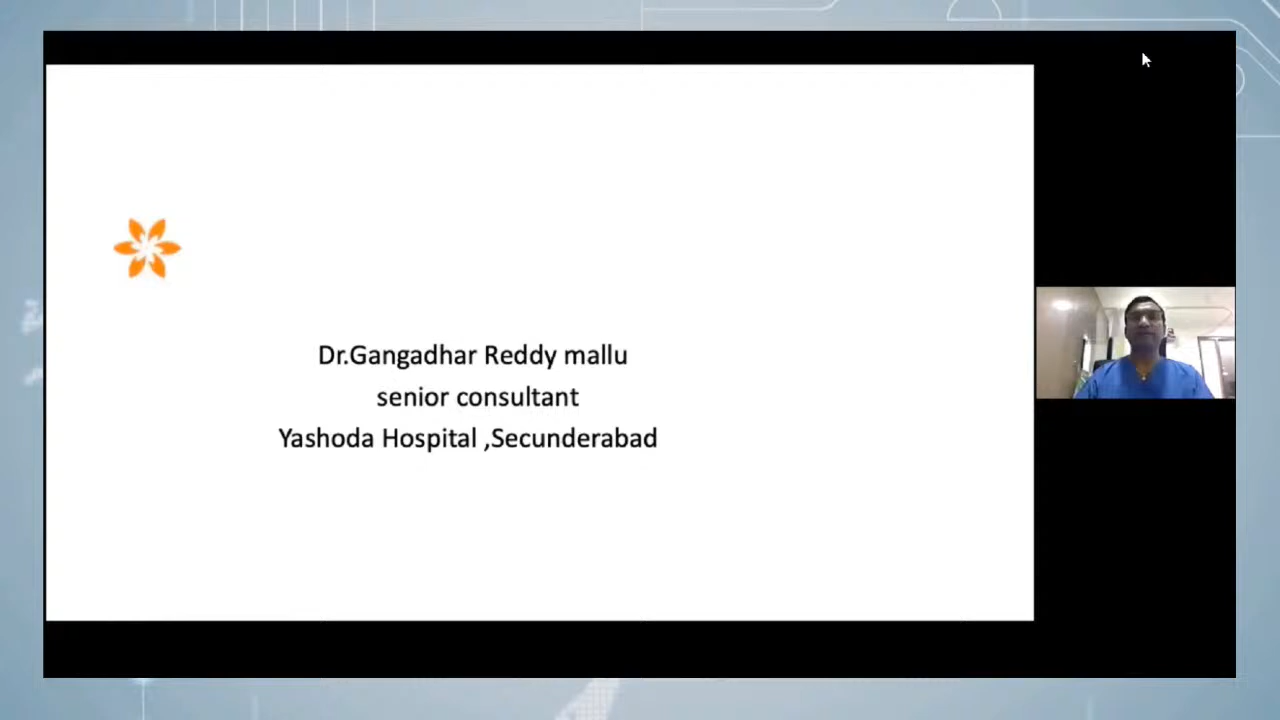 Dr.Gangadhar Reddy mallu
senior consultant
Yashoda Hospital ,Secunderabad